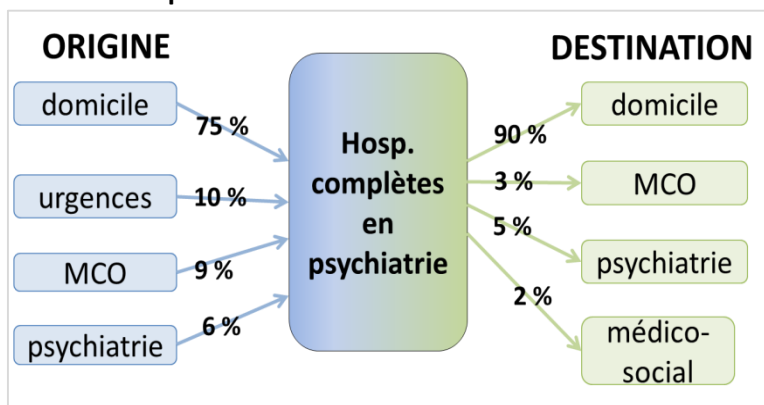 ORIGINE
domicile
75 %
urgences
10 %
MCO
9 %
psychiatrie
6 %
Hosp.
complètes
en
psychiatrie
DESTINATION
90 %
domicile
3 %
MCO
5 %
psychiatrie
2 %
médico-
social